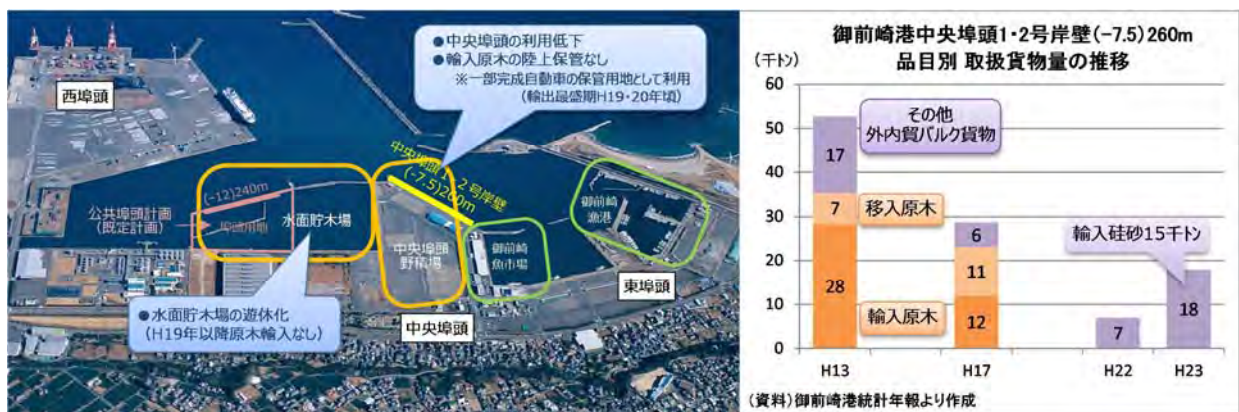 西埠頭
●中央埠頭の利用低下
●輸入原木の陸上保管なし
※一部完成自動車の保管用地として利用
(輸出最盛期H19・20年頃)
中央埠頭1・2号岸壁
(-7.5)260m
(-12)240m
公共埠頭計画
(既定計画)
埠頭用地
水面貯木場
中央埠頭
野積場
御前崎
魚市場
御前崎
漁港
東埠頭
中央埠頭
●水面貯木場の遊休化
(H19年以降原木輸入なし)
御前崎港中央埠頭1・2号岸壁(-7.5)260m
品目別 取扱貨物量の推移
(千トン)
60
50
40
30
20
10
0
その他
外内貿バルク貨物
移入原木
輸入原木
輸入硅砂15千トン
17
7
28
6
11
12
7
18
H13
H17
H22
H23
(資料)御前崎港統計年報より作成